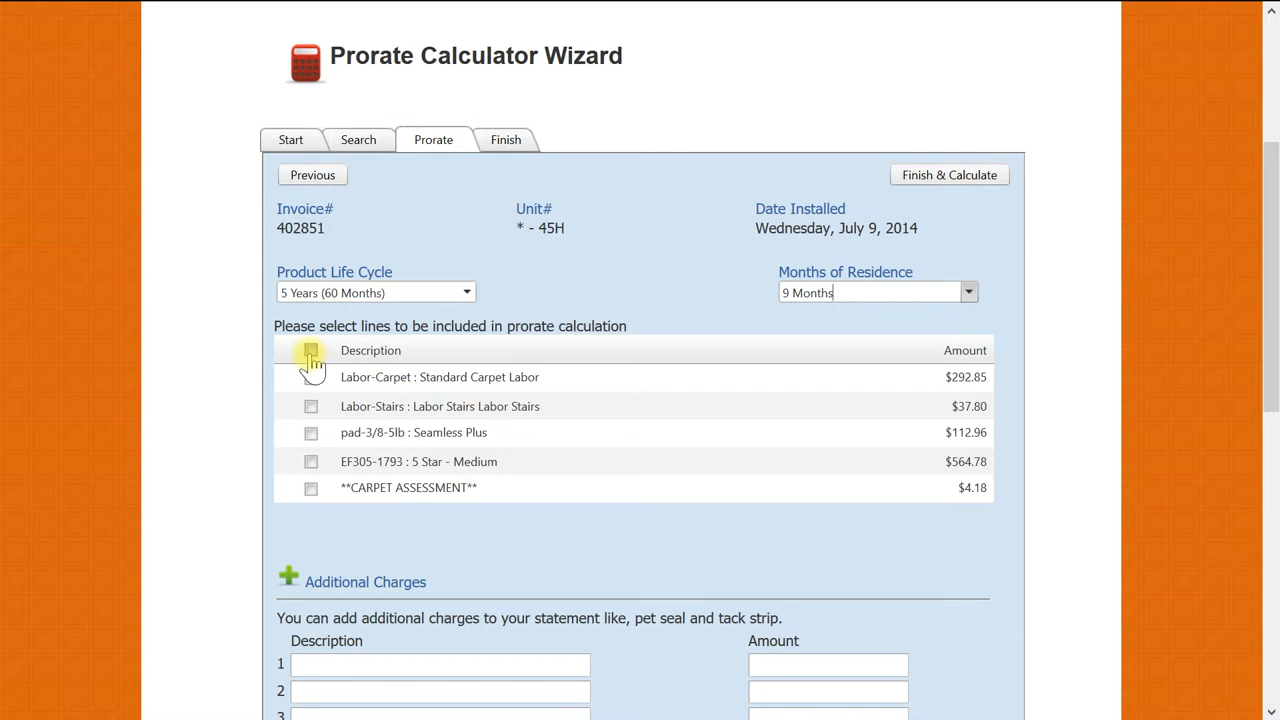 Prorate Calculator Wizard
Start Search Prorate Finish
Previous Finish & Calculate
Invoice# Unit# Date Installed
402851 * - 45H Wednesday, July 9, 2014
Product Life Cycle Months of Residence
5 Years (60 Months) 9 Months
Please select lines to be included in prorate calculation
Description Amount
Labor-Carpet : Standard Carpet Labor $292.85
Labor-Stairs : Labor Stairs Labor Stairs $37.80
pad-3/8-5lb : Seamless Plus $112.96
EF305-1793 : 5 Star - Medium $564.78
**CARPET ASSESSMENT** $4.18
Additional Charges
You can add additional charges to your statement like, pet seal and tack strip.
Description Amount
1
2
3